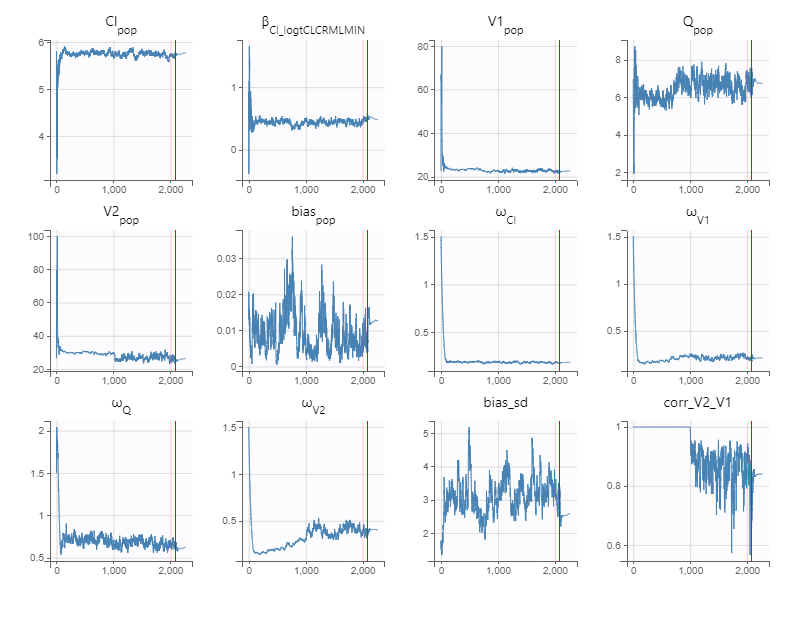 Cl_pop
β_Cl_logtCLCRMLMIN
V1_pop
Q_pop
6
5
4
0 1,000 2,000
1
0
0 1,000 2,000
80
60
40
20
0 1,000 2,000
8
6
4
2
0 1,000 2,000
V2_pop
bias_pop
ω_Cl
ω_V1
100
80
60
40
20
0 1,000 2,000
0.03
0.02
0.01
0
0 1,000 2,000
1.5
1
0.5
0 1,000 2,000
1.5
1
0.5
0 1,000 2,000
ω_Q
ω_V2
bias_sd
corr_V2_V1
2
1.5
1
0.5
0 1,000 2,000
1.5
1
0.5
0 1,000 2,000
5
4
3
2
0 1,000 2,000
1
0.8
0.6
0 1,000 2,000